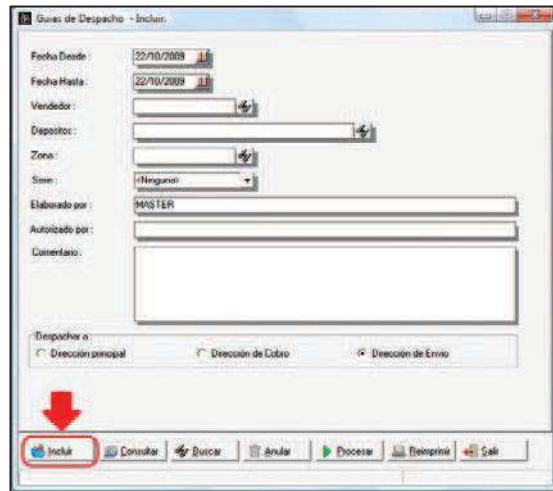 Guias de Despacho - Incluir.
Fecha Desde : 22/10/2009
Fecha Hasta : 22/10/2009
Vendedor :
Depositos :
Zona :
Serie : <Ninguna>
Elaborado por : MASTER
Autorizado por :
Comentario :
Despachar a :
Dirección principal Dirección de Cobro Dirección de Envio
Incluir Consultar Buscar Anular Procesar Reimprimir Salir